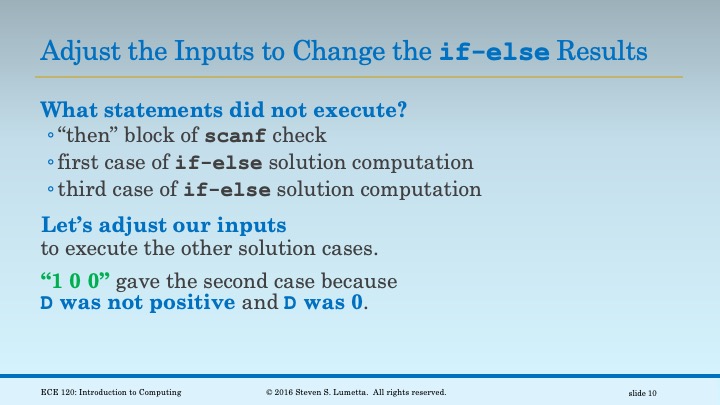 Adjust the Inputs to Change the if-else Results
What statements did not execute?
◦“then” block of scanf check
◦first case of if-else solution computation
◦third case of if-else solution computation
Let’s adjust our inputs
to execute the other solution cases.
“1 0 0” gave the second case because
D was not positive and D was 0.
ECE 120: Introduction to Computing © 2016 Steven S. Lumetta. All rights reserved. slide 10